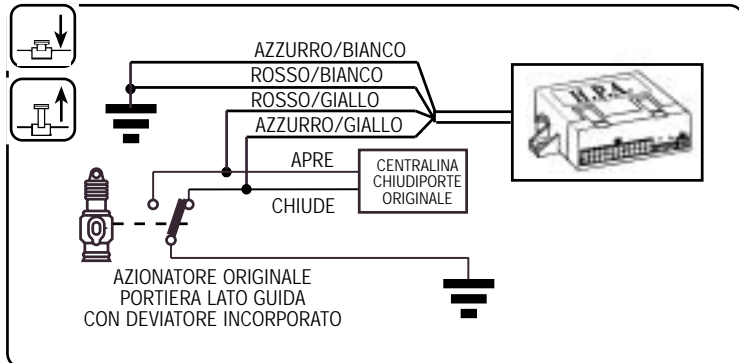 AZZURRO/BIANCO
ROSSO/BIANCO
ROSSO/GIALLO
AZZURRO/GIALLO
H.P.A.
APRE
CENTRALINA
CHIUDIPORTE
ORIGINALE
CHIUDE
AZIONATORE ORIGINALE
PORTIERA LATO GUIDA
CON DEVIATORE INCORPORATO